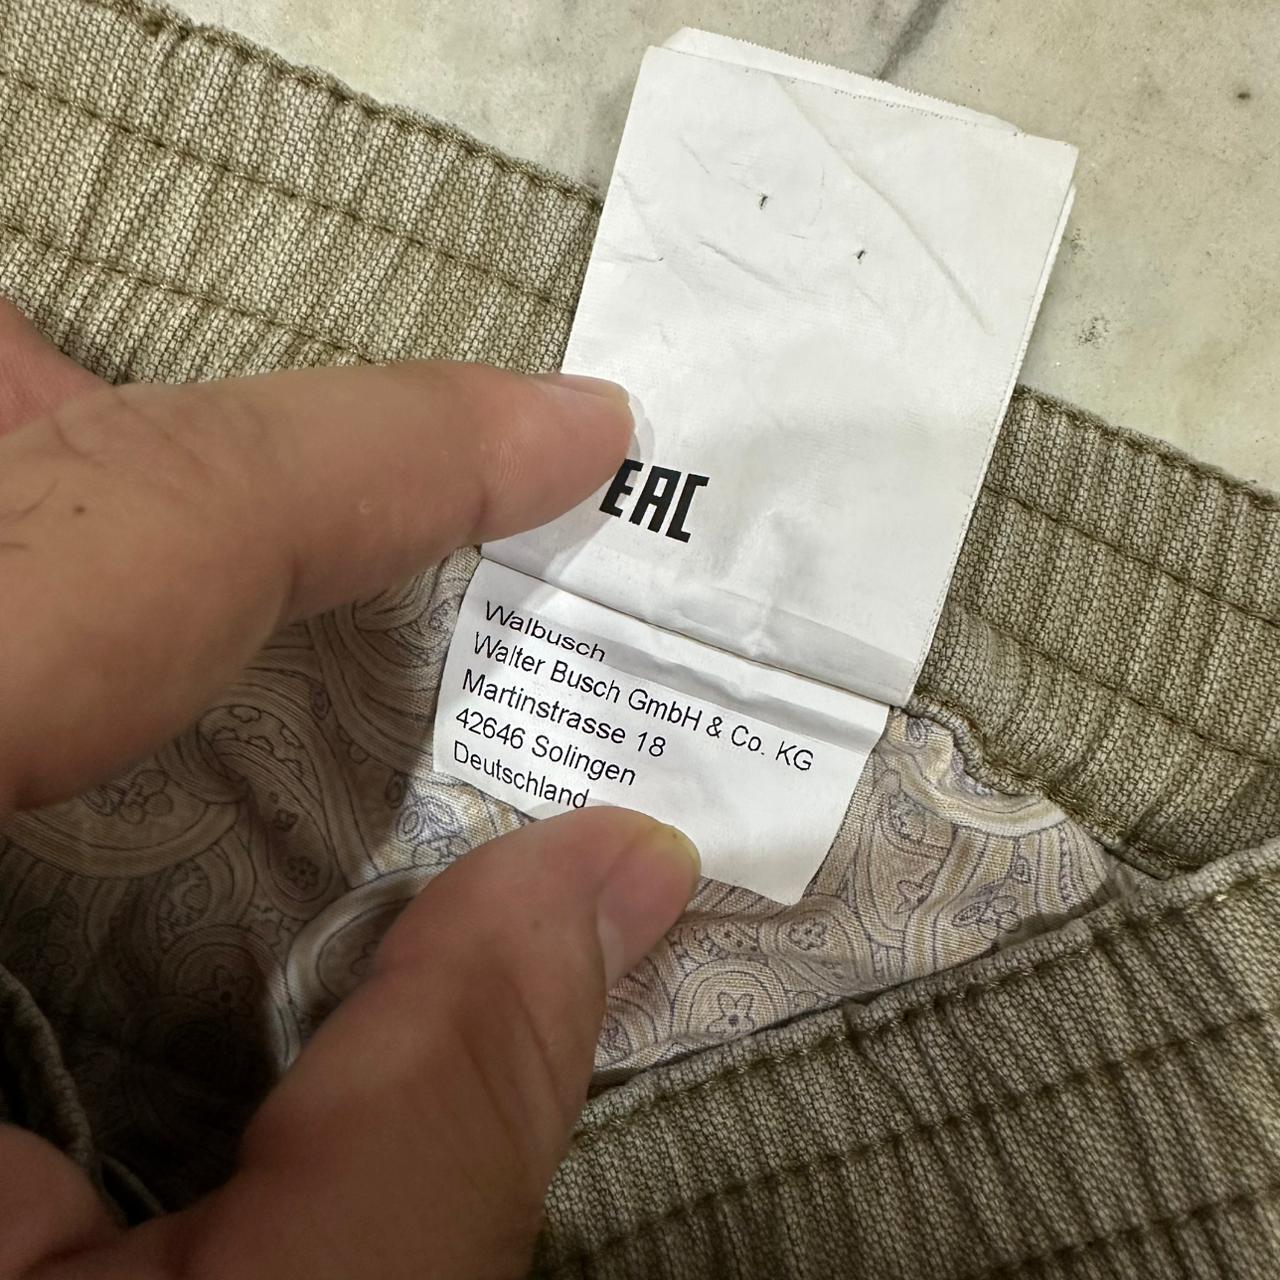 EAC
Walbusch
Walter Busch GmbH & Co. KG
Martinstrasse 18
42646 Solingen
Deutschland